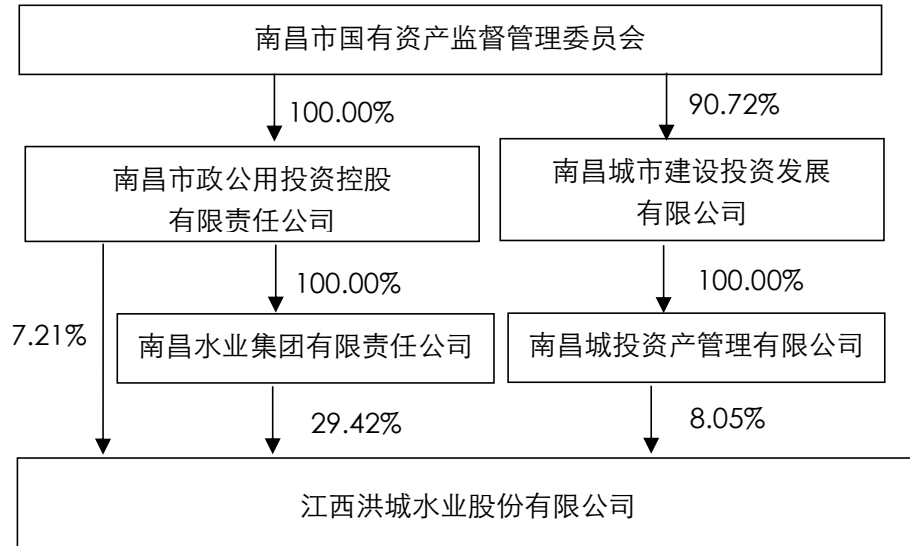 南昌市国有资产监督管理委员会
100.00%
90.72%
南昌市政公用投资控股
有限责任公司
南昌城市建设投资发展
有限公司
100.00%
100.00%
7.21%
南昌水业集团有限责任公司
南昌城投资产管理有限公司
29.42%
8.05%
江西洪城水业股份有限公司